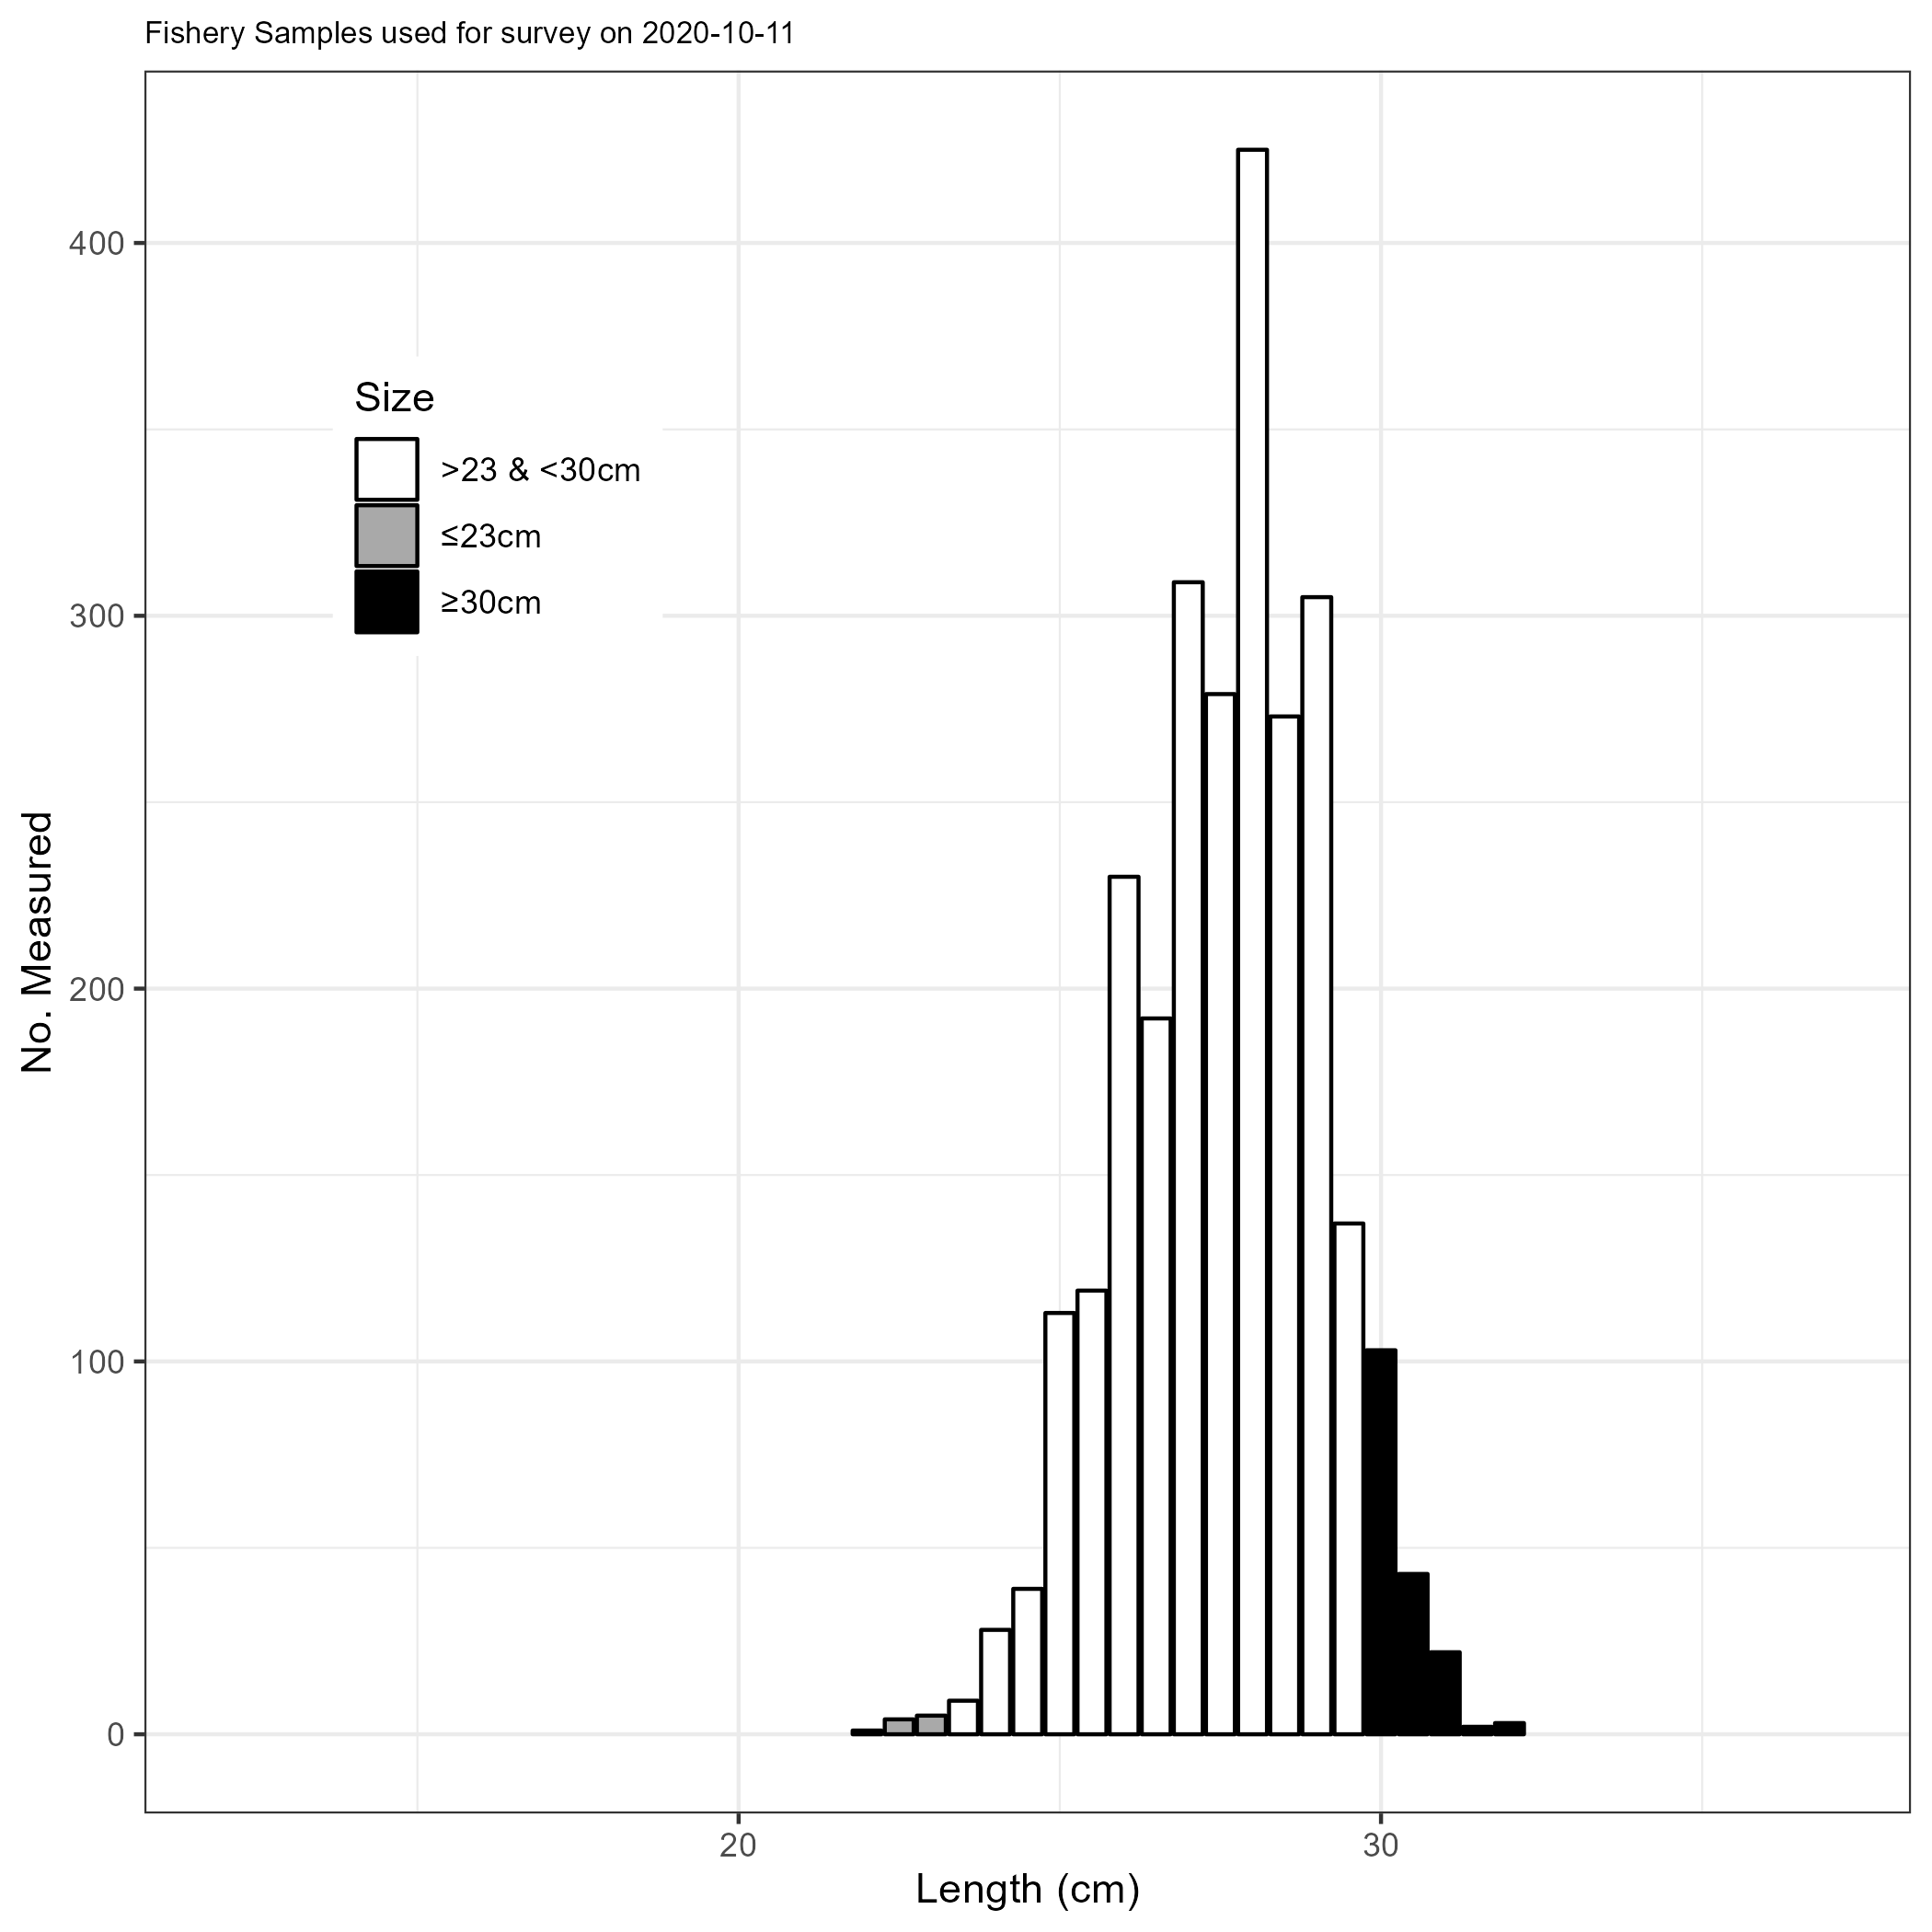 Fishery Samples used for survey on 2020-10-11
400
300
200
100
0
No. Measured
Size
>23 & <30cm
≤23cm
≥30cm
20
30
Length (cm)